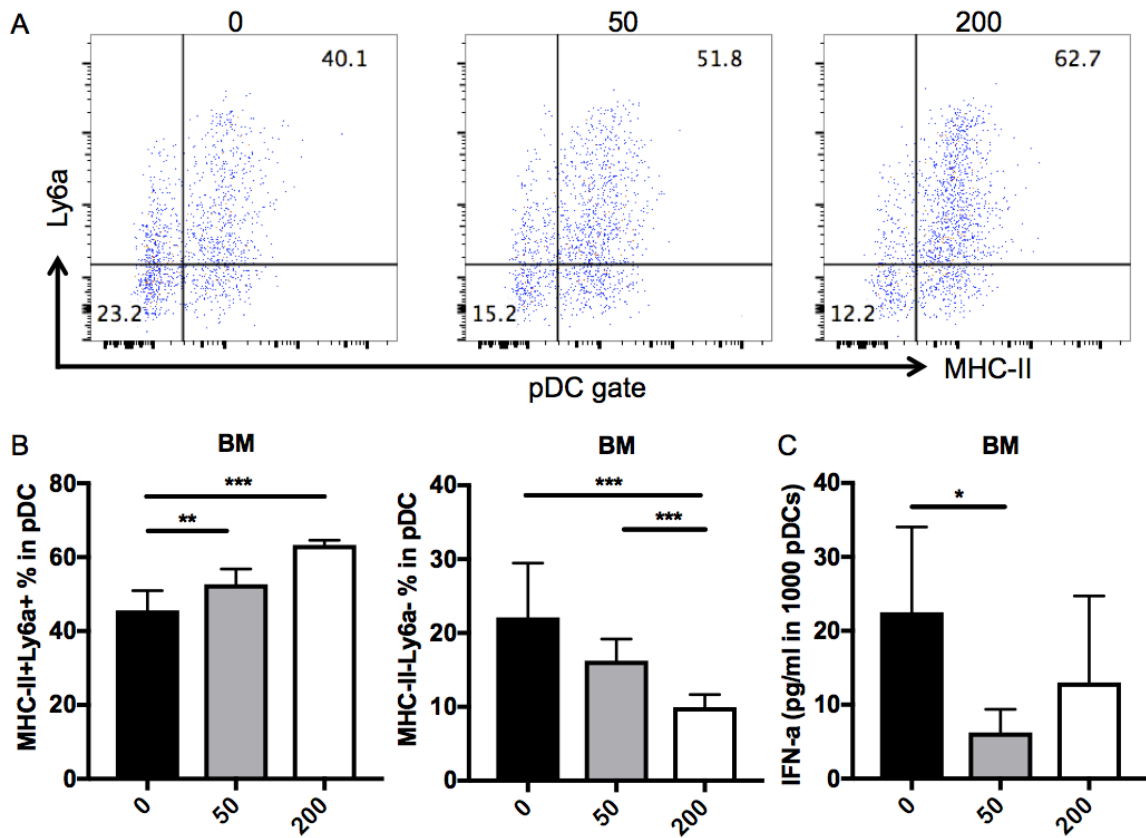 A
0 50 200
40.1 51.8 62.7
Ly6a
23.2 15.2 12.2
MHC-II
pDC gate
B BM BM C BM
MHC-II+Ly6a+ % in pDC
80
60
40
20
0
***
**
0 50 200
MHC-II-Ly6a- % in pDC
40
30
20
10
0
***
***
0 50 200
IFN-a (pg/ml in 1000 pDCs)
40
30
20
10
0
*
0 50 200